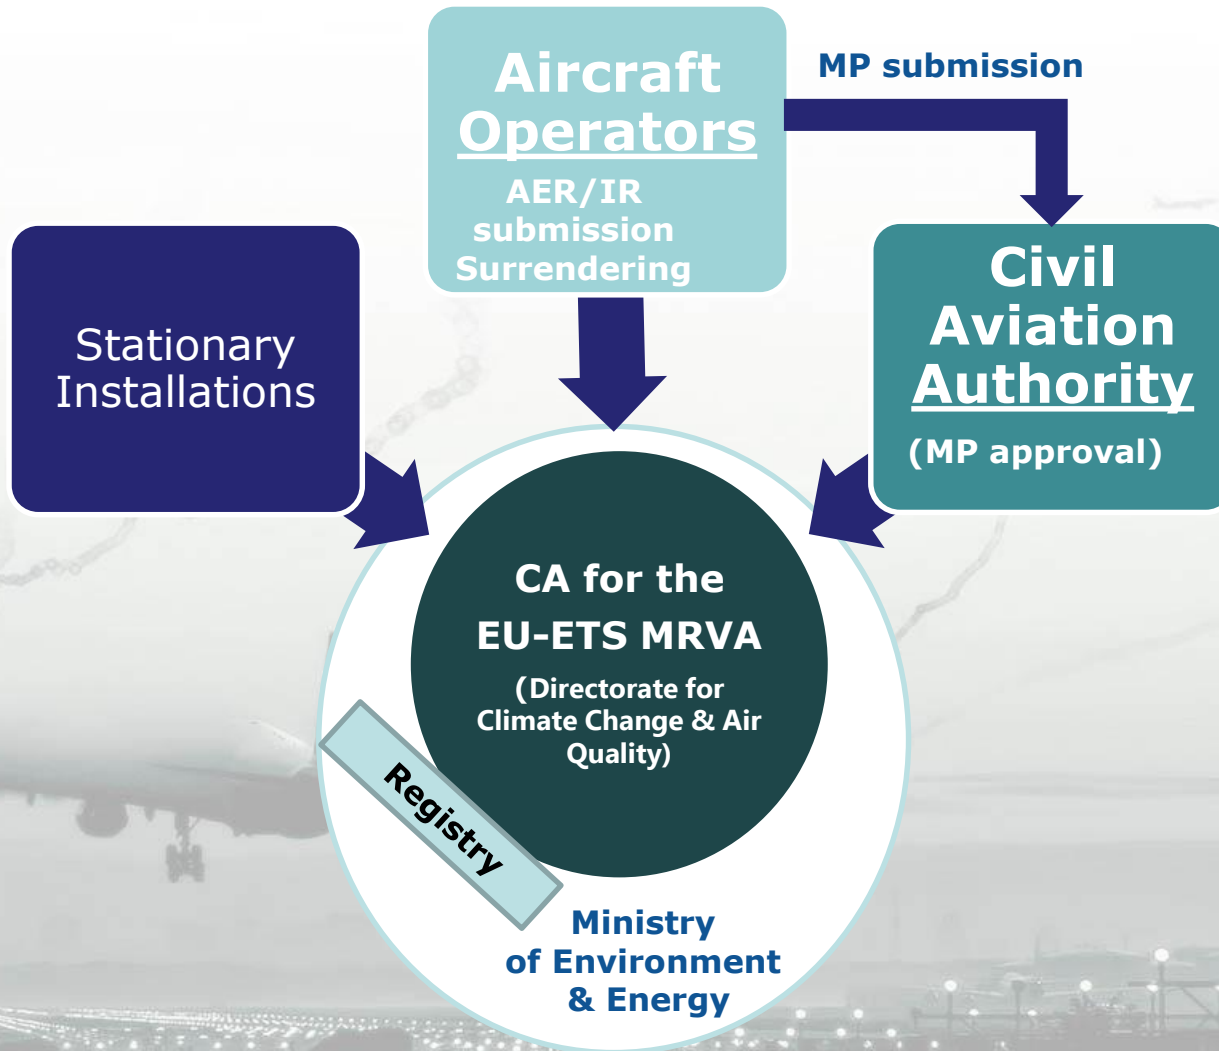 Aircraft
Operators
AER/IR
submission
Surrendering
MP submission
Stationary
Installations
Civil
Aviation
Authority
(MP approval)
CA for the
EU-ETS MRVA
(Directorate for
Climate Change & Air
Quality)
Registry
Ministry
of Environment
& Energy